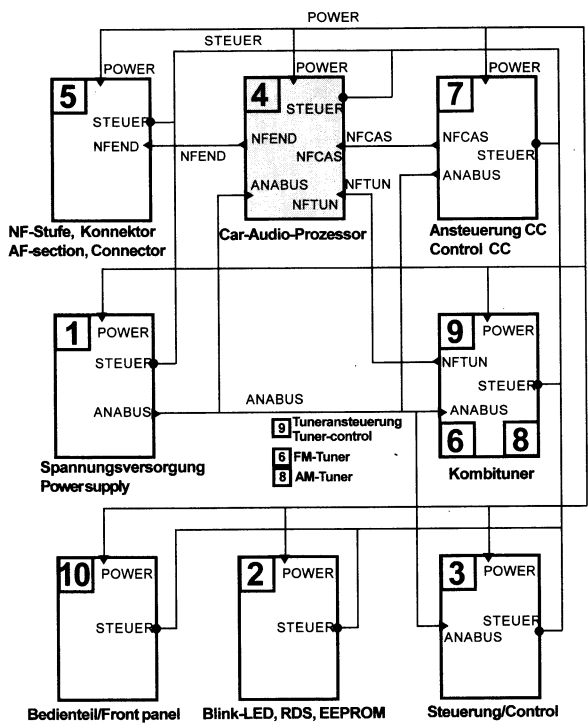 POWER
STEUER
5
POWER
STEUER
NFEND
NFEND
NF-Stufe, Konnektor
AF-section, Connector
4
POWER
STEUER
NFEND
NFCAS
ANABUS
NFTUN
Car-Audio-Prozessor
NFCAS
NFTUN
7
POWER
NFCAS
STEUER
ANABUS
Ansteuerung CC
Control CC
1
POWER
STEUER
ANABUS
Spannungsversorgung
Powersupply
ANABUS
9 Tuneransteuerung
Tuner-control
6 FM-Tuner
8 AM-Tuner
9
POWER
NFTUN
STEUER
ANABUS
6 8
Kombituner
10
POWER
STEUER
Bedienteil/Front panel
2
POWER
STEUER
Blink-LED, RDS, EEPROM
3
POWER
STEUER
ANABUS
Steuerung/Control